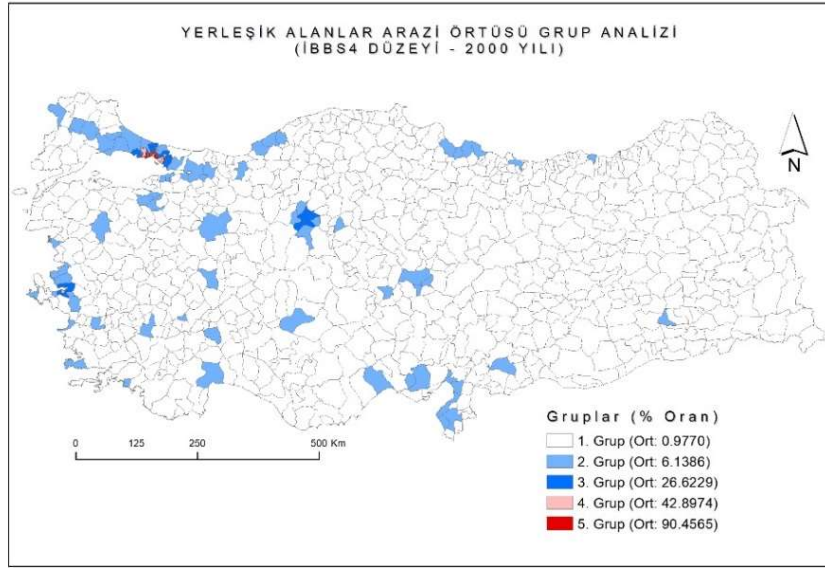 YERLEŞİK ALANLAR ARAZİ ÖRTÜSÜ GRUP ANALİZİ
(İBBS4 DÜZEYİ - 2000 YILI)
N
Gruplar (% Oran)
1. Grup (Ort: 0.9770)
2. Grup (Ort: 6.1386)
3. Grup (Ort: 26.6229)
4. Grup (Ort: 42.8974)
5. Grup (Ort: 90.4565)
0 125 250 500 Km